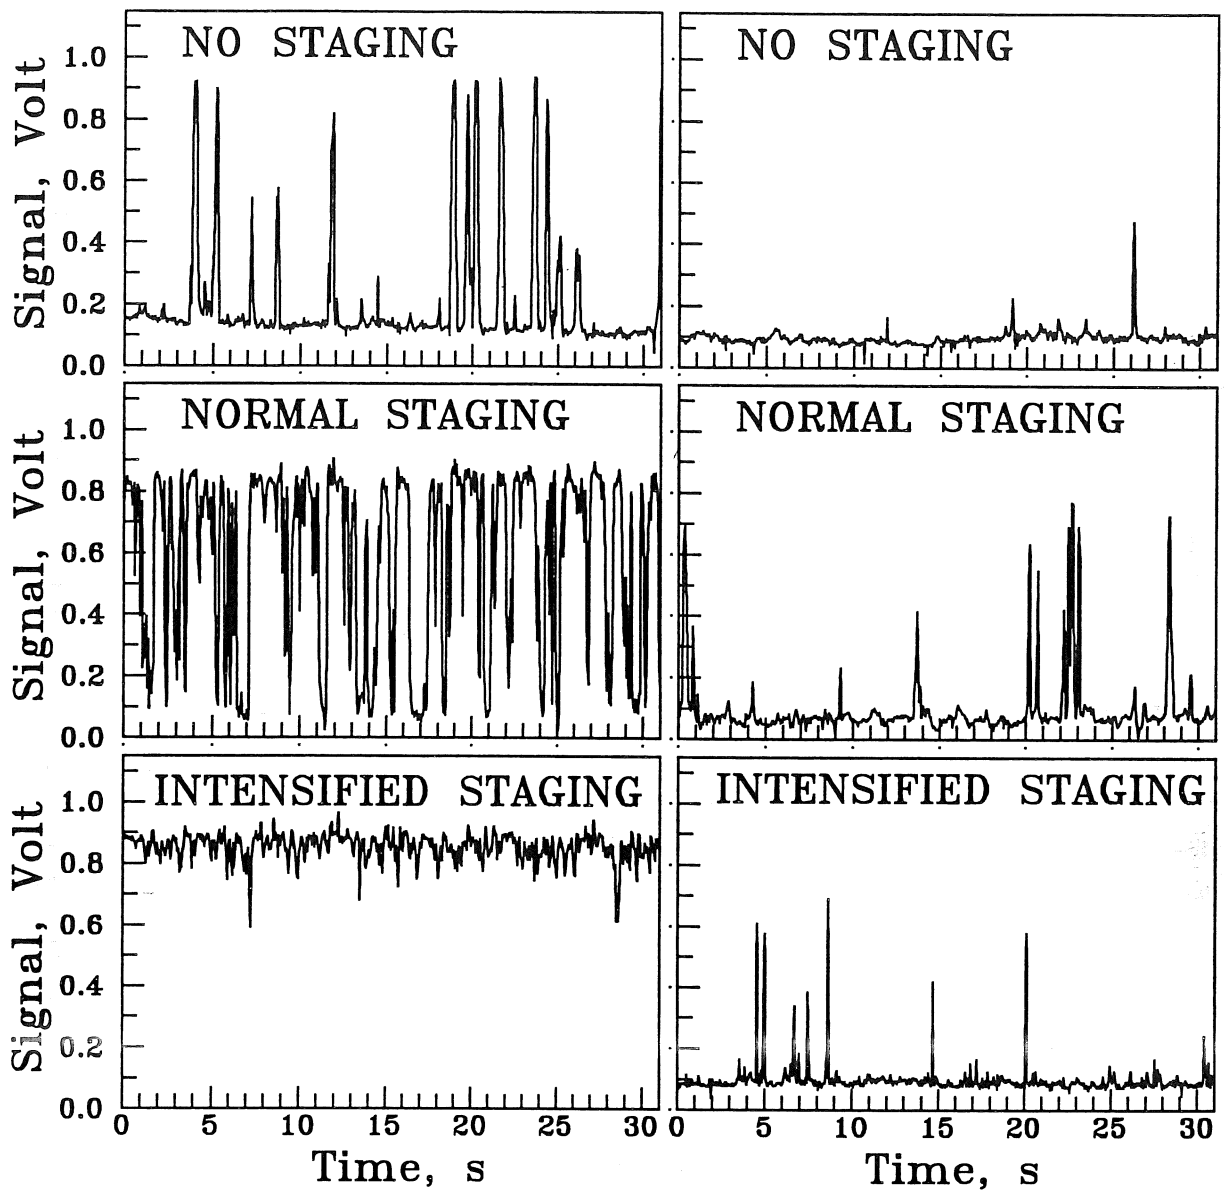 NO STAGING
NO STAGING
Signal, Volt
1.0
0.8
0.6
0.4
0.2
0.0
NORMAL STAGING
NORMAL STAGING
Signal, Volt
1.0
0.8
0.6
0.4
0.2
0.0
INTENSIFIED STAGING
INTENSIFIED STAGING
Signal, Volt
1.0
0.8
0.6
0.4
0.2
0.0
0 5 10 15 20 25 30
0 5 10 15 20 25 30
Time, s
Time, s